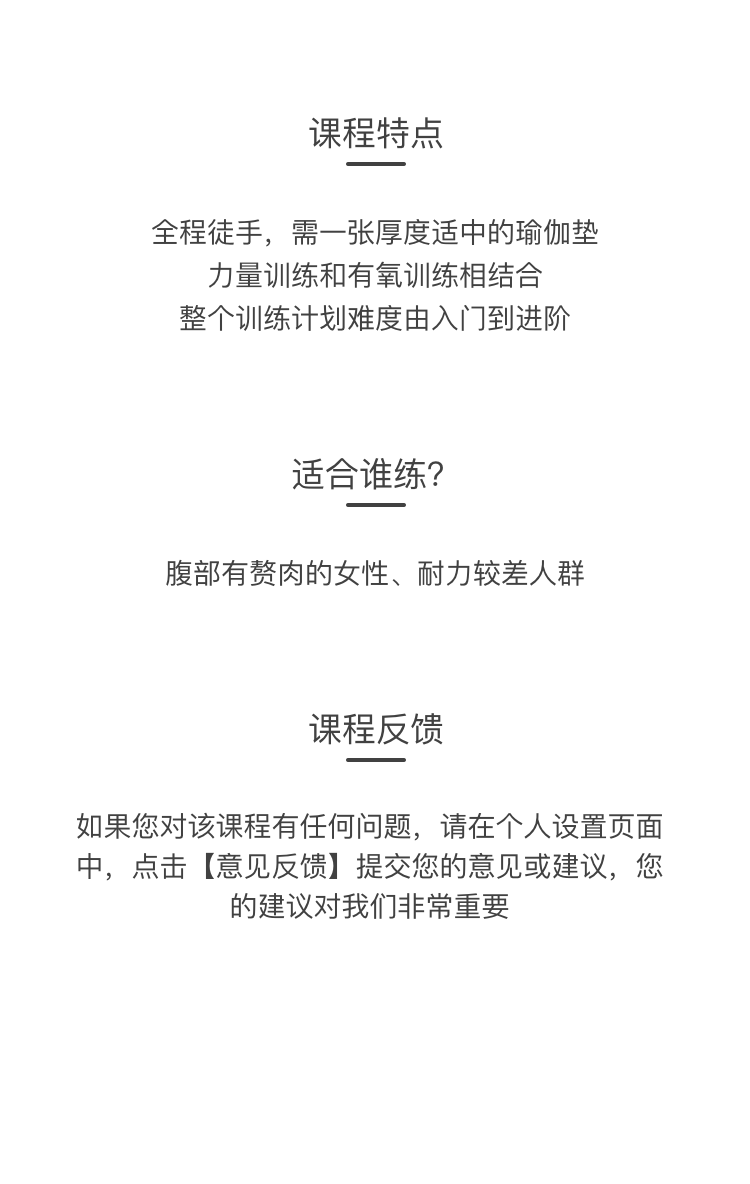 课程特点
全程徒手，需一张厚度适中的瑜伽垫
力量训练和有氧训练相结合
整个训练计划难度由入门到进阶
适合谁练？
腹部有赘肉的女性、耐力较差人群
课程反馈
如果您对该课程有任何问题，请在个人设置页面
中，点击【意见反馈】提交您的意见或建议，您
的建议对我们非常重要